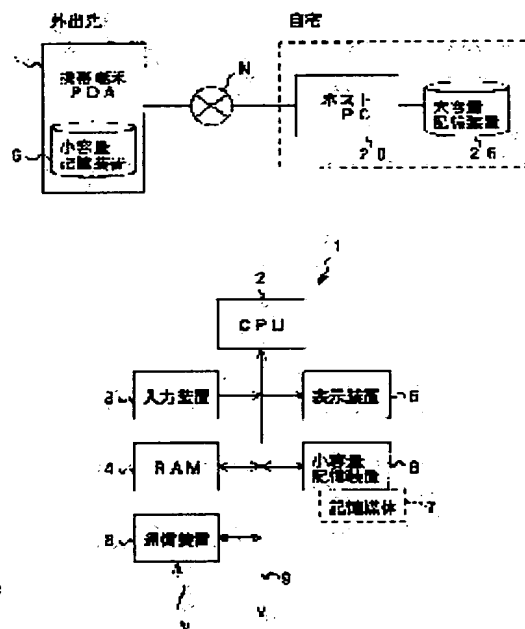 外出先
自宅
携帯端末
PDA
小容量
記憶装置
6
N
ホスト
PC
20
大容量
記憶装置
26
1
2
CPU
入力装置
表示装置
4
RAM
小容量
記憶装置
記憶媒体
7
通信装置
9
N